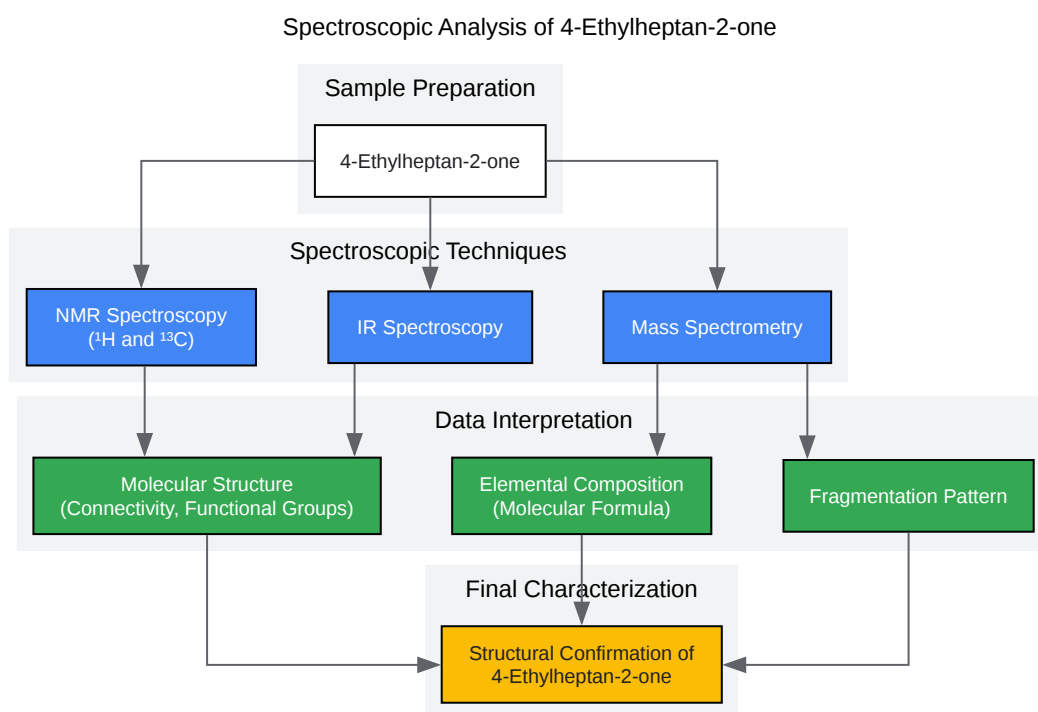 Spectroscopic Analysis of 4-Ethylheptan-2-one
Sample Preparation
4-Ethylheptan-2-one
Spectroscopic Techniques
NMR Spectroscopy
(¹H and ¹³C)
IR Spectroscopy
Mass Spectrometry
Data Interpretation
Molecular Structure
(Connectivity, Functional Groups)
Elemental Composition
(Molecular Formula)
Fragmentation Pattern
Final Characterization
Structural Confirmation of
4-Ethylheptan-2-one